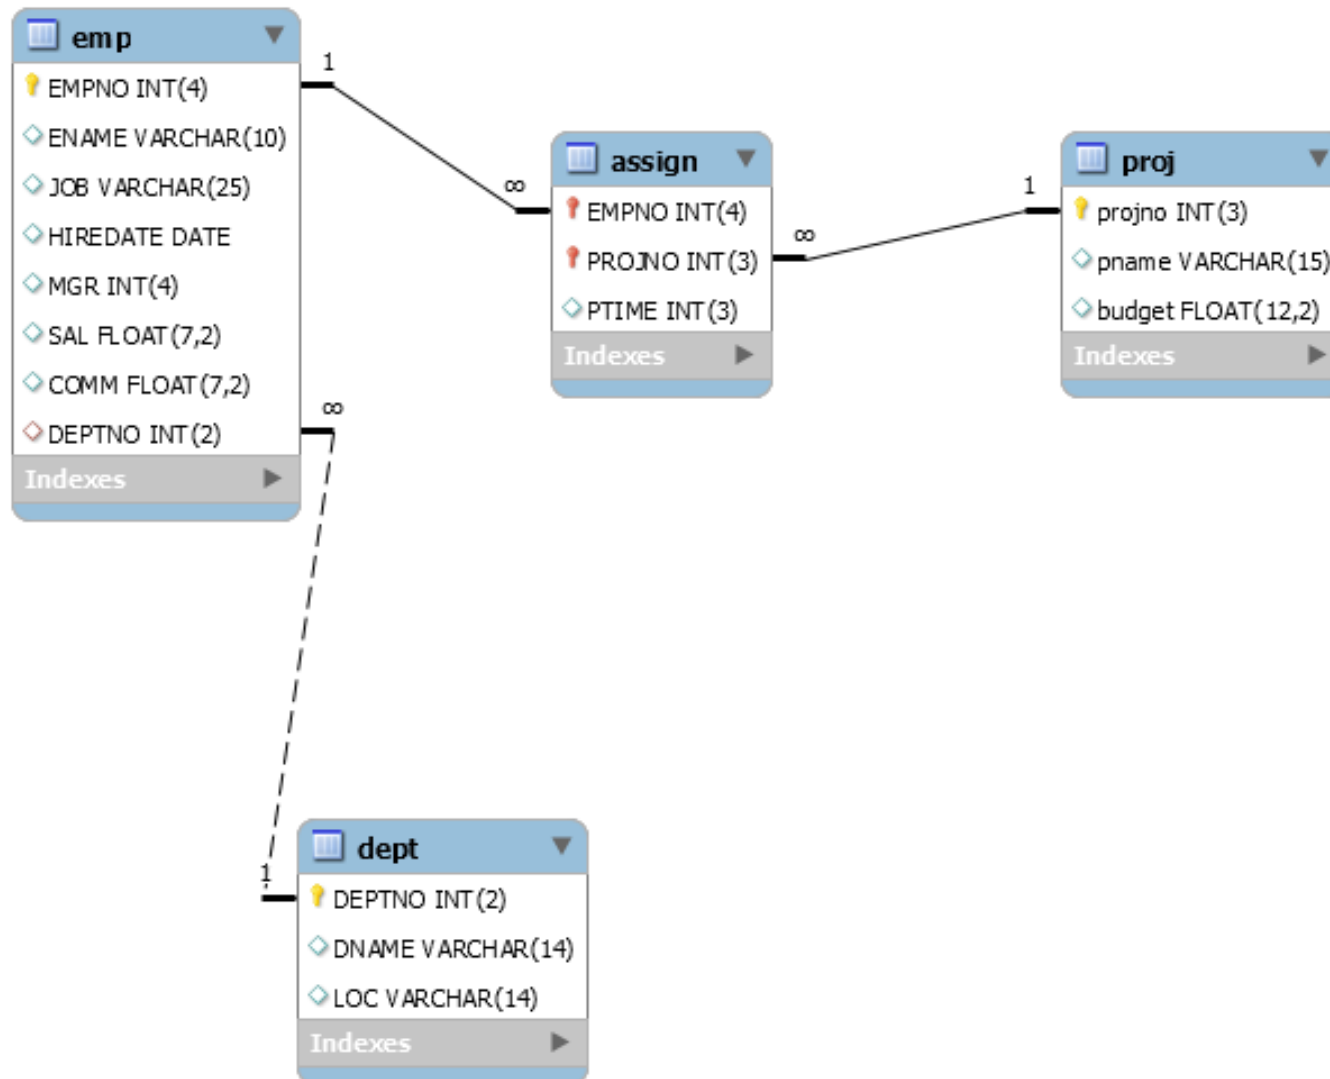 emp
EMPNO INT(4)
ENAME VARCHAR(10)
JOB VARCHAR(25)
HIREDATE DATE
MGR INT(4)
SAL FLOAT(7,2)
COMM FLOAT(7,2)
DEPTNO INT(2)
Indexes
1
∞
assign
EMPNO INT(4)
PROJNO INT(3)
PTIME INT(3)
Indexes
∞
1
proj
projno INT(3)
pname VARCHAR(15)
budget FLOAT(12,2)
Indexes
∞
1
dept
DEPTNO INT(2)
DNAME VARCHAR(14)
LOC VARCHAR(14)
Indexes